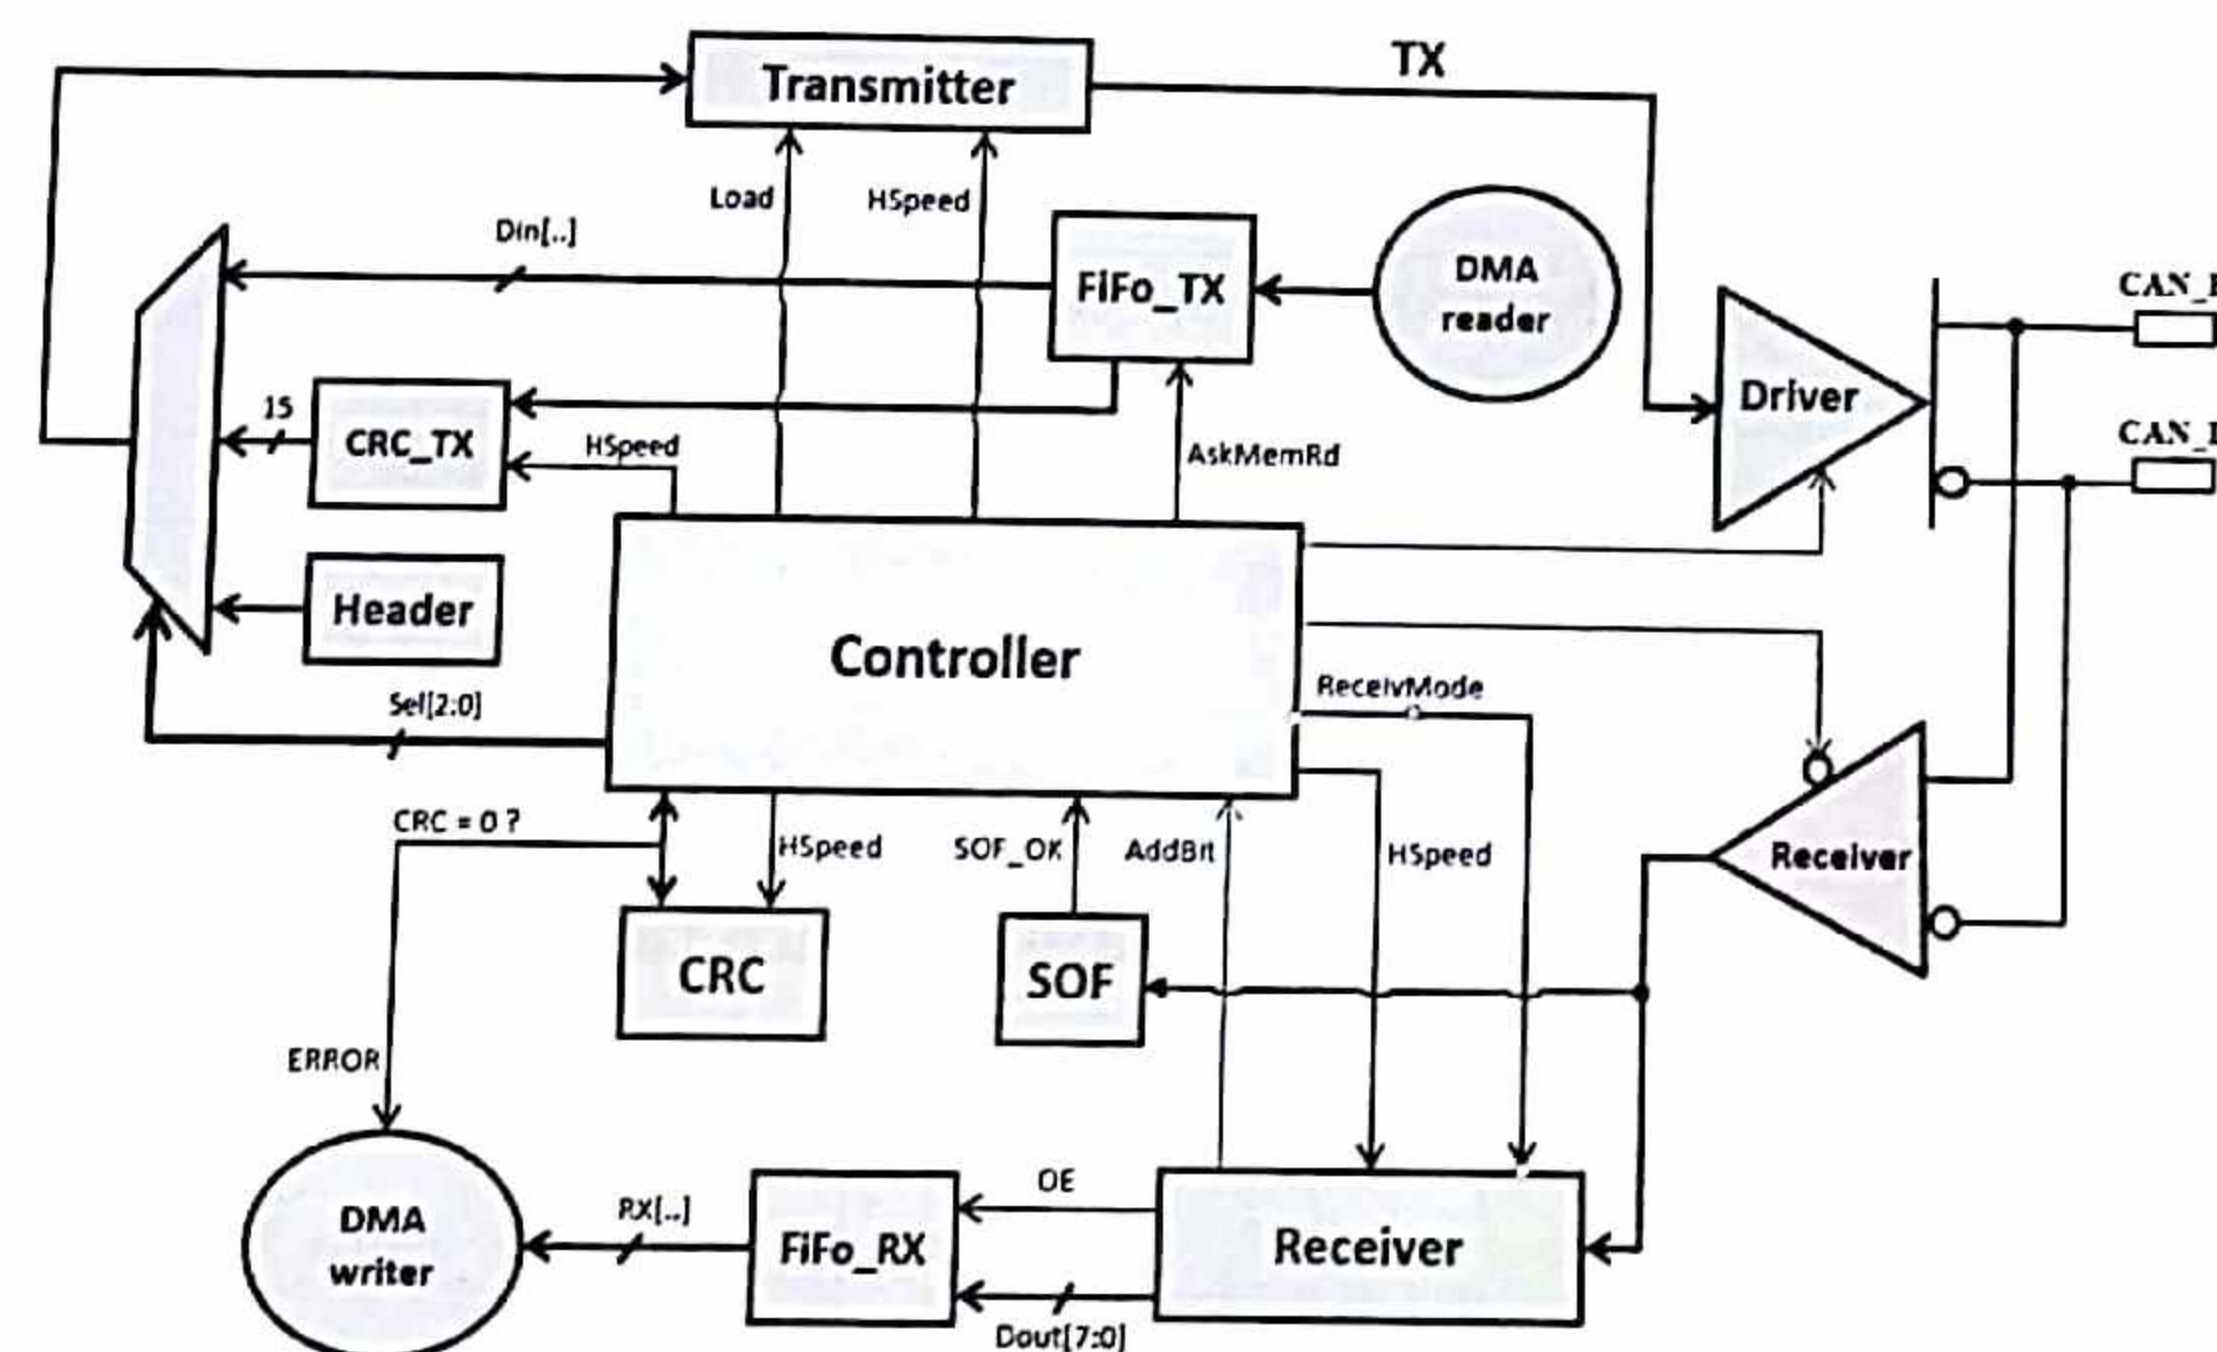 TX
Transmitter
Load
HSpeed
Din[..]
FiFo_TX
DMA
reader
CAN_
Driver
15
CRC_TX
HSpeed
AskMemRd
CAN_
Header
Controller
Sel[2:0]
ReceivMode
CRC = 0 ?
HSpeed
SOF_OK
AddBit
HSpeed
Receiver
CRC
SOF
ERROR
DMA
writer
RX[..]
FiFo_RX
OE
Receiver
Dout[7:0]